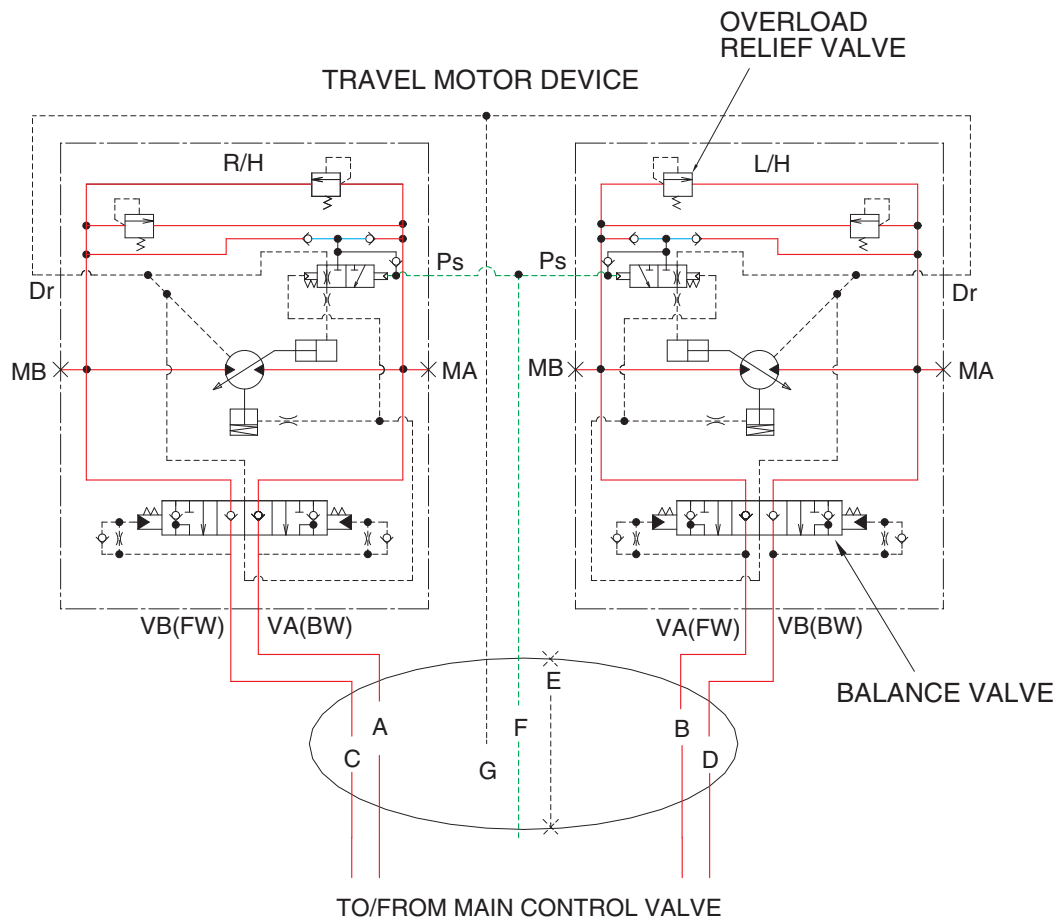 OVERLOAD
RELIEF VALVE
TRAVEL MOTOR DEVICE
R/H
L/H
Ps
Ps
Dr
Dr
MB
MA
MB
MA
VB(FW)
VA(BW)
VA(FW)
VB(BW)
BALANCE VALVE
E
A
F
B
C
G
D
TO/FROM MAIN CONTROL VALVE